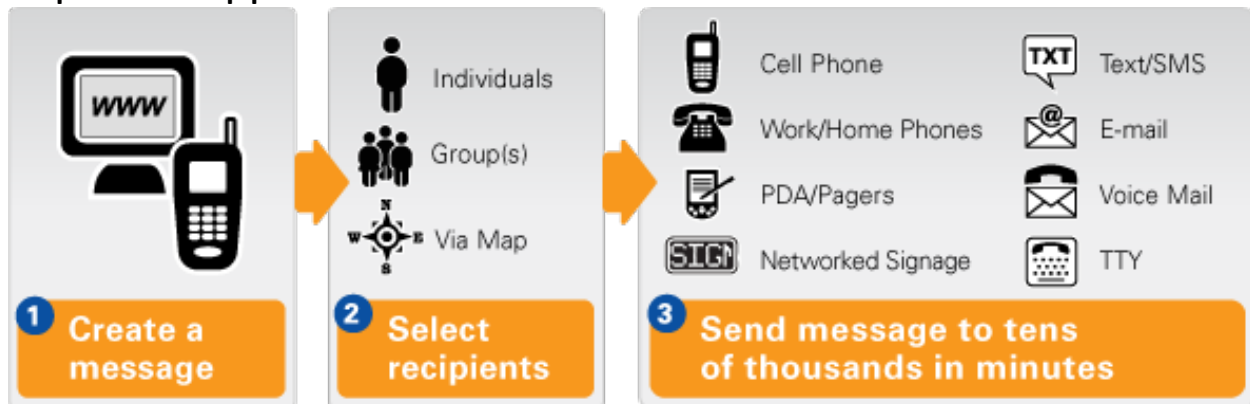 www
1 Create a
message
Individuals
Group(s)
N
W E
S
Via Map
2 Select
recipients
Cell Phone
Work/Home Phones
PDA/Pagers
SIGN
Networked Signage
TXT Text/SMS
@ E-mail
Voice Mail
TTY
3 Send message to tens
of thousands in minutes